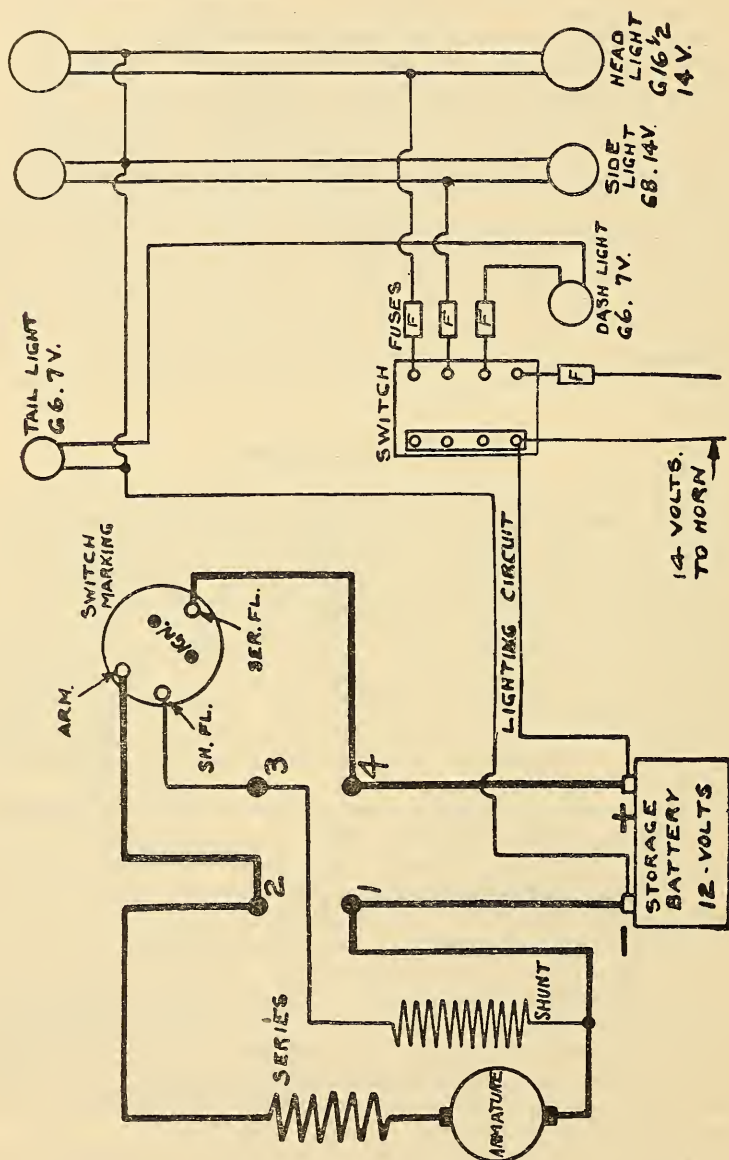 HEAD
LIGHT
G16½
14 V.
SIDE
LIGHT
G8. 14V.
DASH LIGHT
G6. 7V.
TAIL LIGHT
G6. 7V.
FUSES
F
F
F
F
SWITCH
14 VOLTS.
TO HORN
LIGHTING CIRCUIT
SWITCH
MARKING
ARM.
IGN.
SER. FL.
SH. FL.
3
4
2
1
+
-
STORAGE
BATTERY
12-VOLTS
SERIES
SHUNT
ARMATURE